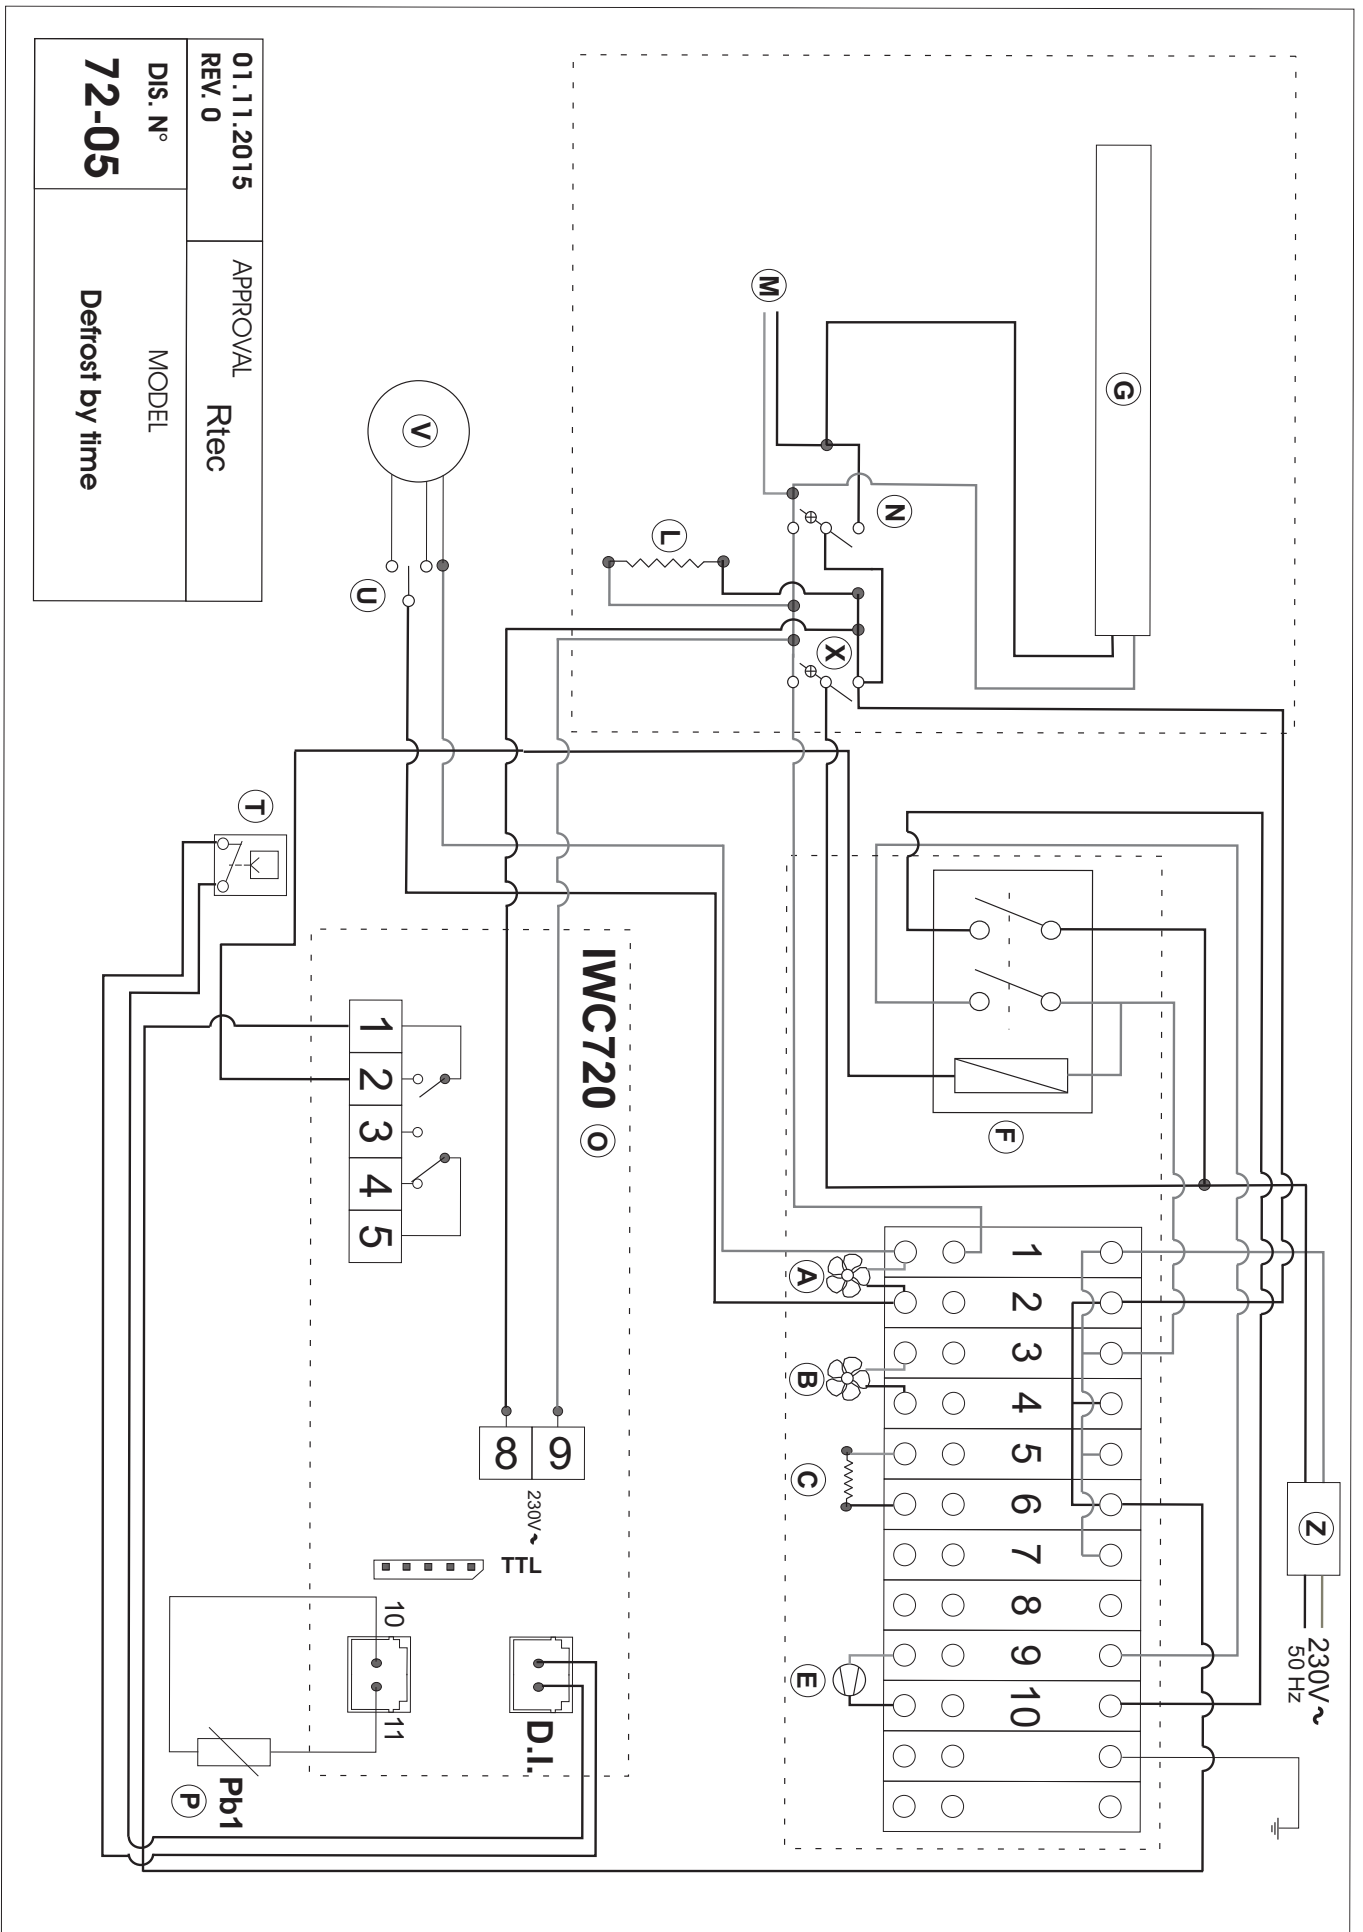 G
M
N
L
X
V
U
T
F
IWC720 O
1
2
3
4
5
8
9
230V~
TTL
10
11
D.I.
Pb1
P
A
B
C
E
1
2
3
4
5
6
7
8
9
10
Z
230V~
50 Hz
01.11.2015
REV. 0
APPROVAL
Rtec
DIS. N°
72-05
MODEL
Defrost by time